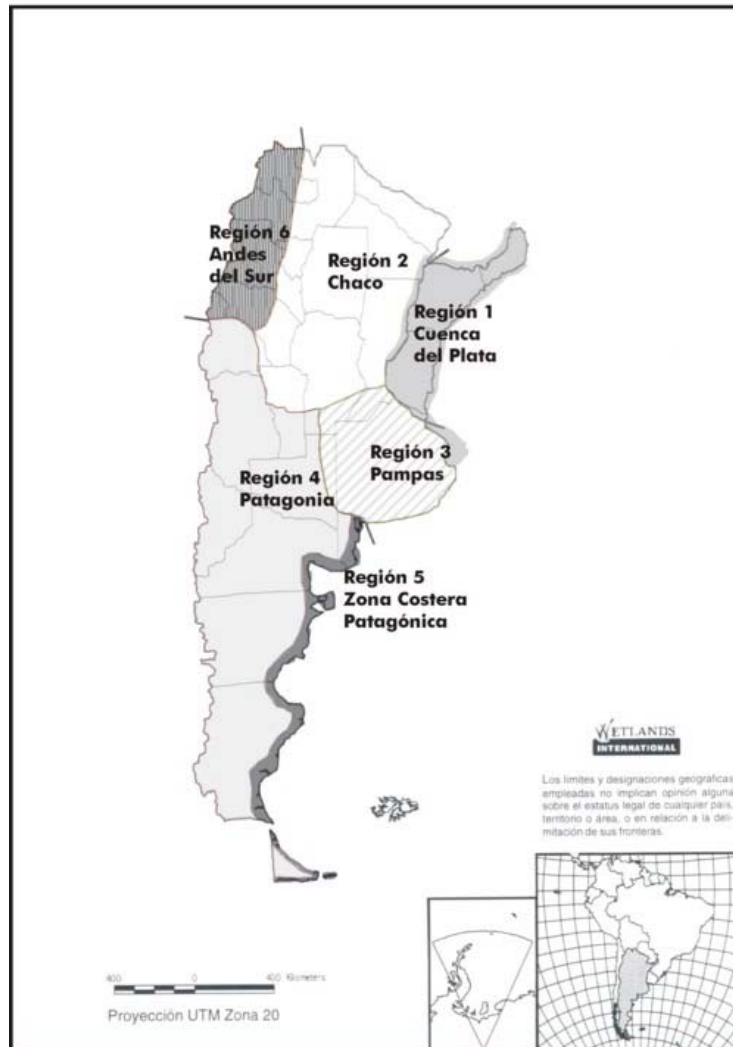 Región 6
Andes
del Sur
Región 2
Chaco
Región 1
Cuenca
del Plata
Región 3
Pampas
Región 4
Patagonia
Región 5
Zona Costera
Patagónica
WETLANDS
INTERNATIONAL
Los límites y designaciones geográficas
empleadas no implican opinión alguna
sobre el estatus legal de cualquier país,
territorio o área, o en relación a la deli-
mitación de sus fronteras.
400 0 400 Kilometers
Proyección UTM Zona 20